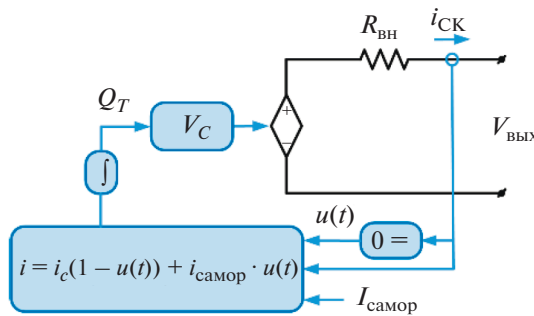 R_вн
i_СК
Q_T
V_C
+
−
V_вых
∫
u(t)
0 =
i = i_c(1 − u(t)) + i_самор · u(t)
I_самор